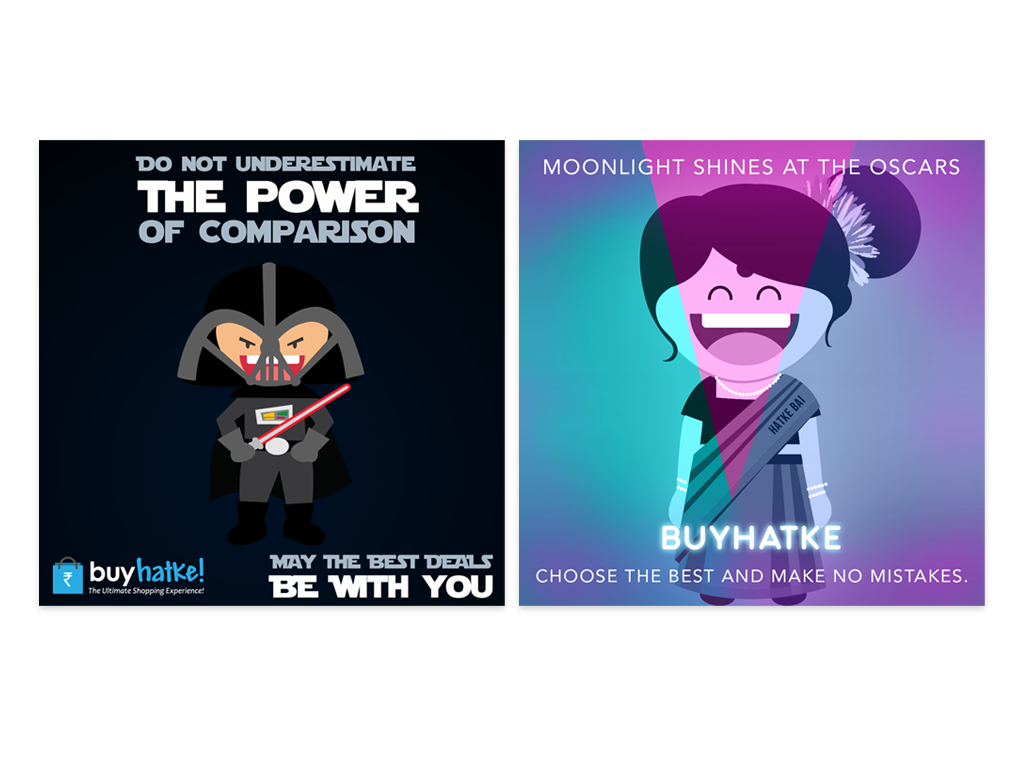 DO NOT UNDERESTIMATE
THE POWER
OF COMPARISON
₹
buyhatke!
The Ultimate Shopping Experience!
MAY THE BEST DEALS
BE WITH YOU
MOONLIGHT SHINES AT THE OSCARS
HATKE BAI
BUYHATKE
CHOOSE THE BEST AND MAKE NO MISTAKES.